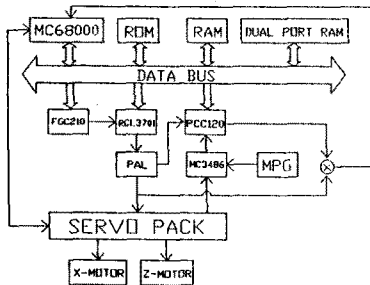 MC68000
ROM
RAM
DUAL PORT RAM
DATA BUS
FGC210
RCL3701
PCC120
PAL
MC3486
MPG
SERVO PACK
X-MOTOR
Z-MOTOR